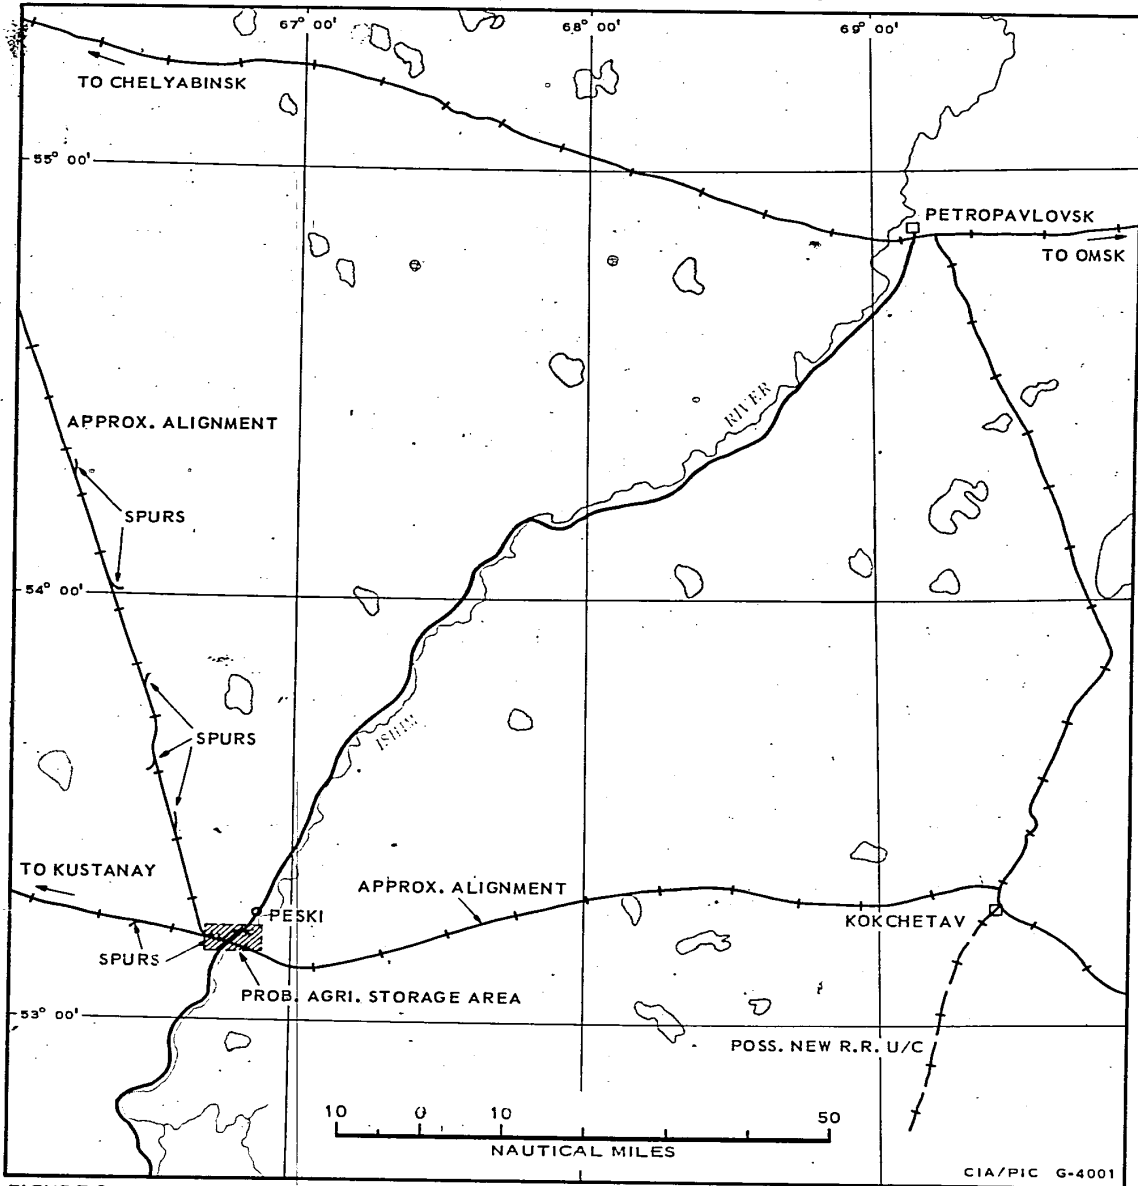 67° 00'
68° 00'
69° 00'
TO CHELYABINSK
55° 00'
PETROPAVLOVSK
TO OMSK
RIVER
APPROX. ALIGNMENT
SPURS
54° 00'
ISHIM
SPURS
TO KUSTANAY
APPROX. ALIGNMENT
PESKI
KOKCHETAV
SPURS
PROB. AGRI. STORAGE AREA
53° 00'
POSS. NEW R.R. U/C
10 0 10 50
NAUTICAL MILES
CIA/PIC G-4001